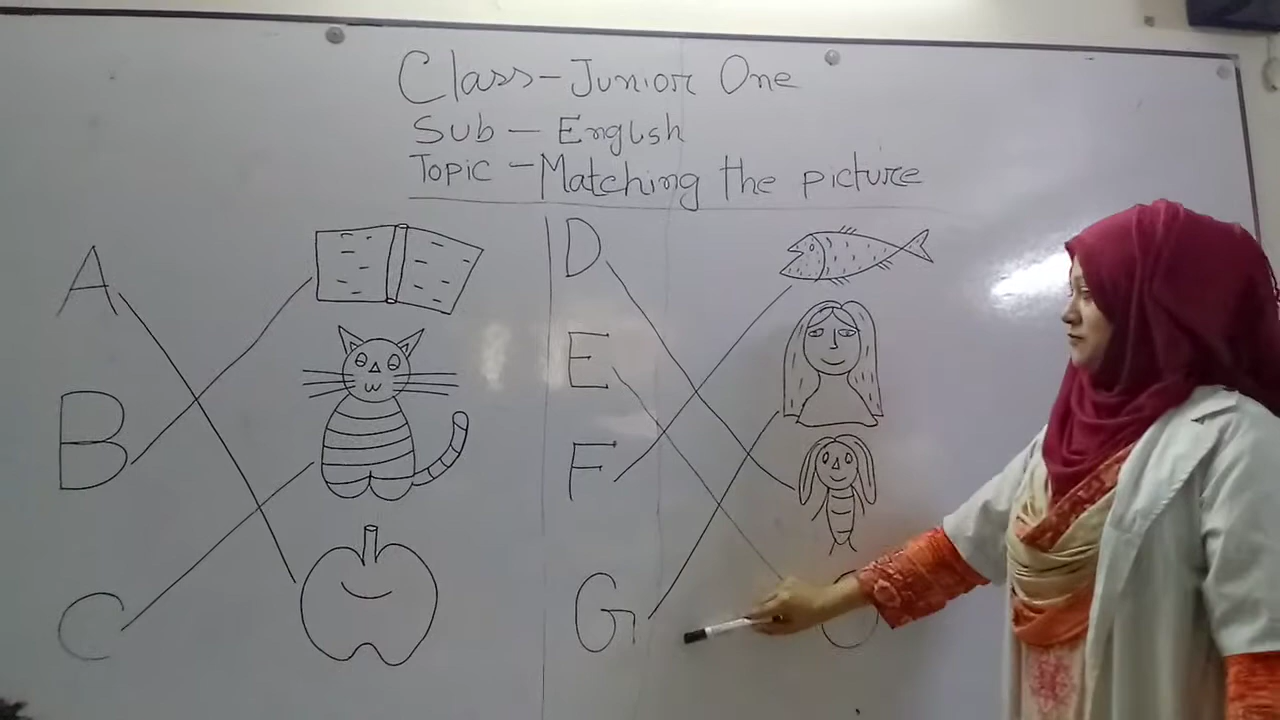 Class - Junior One
Sub - English
Topic - Matching the picture
A
B
C
D
E
F
G